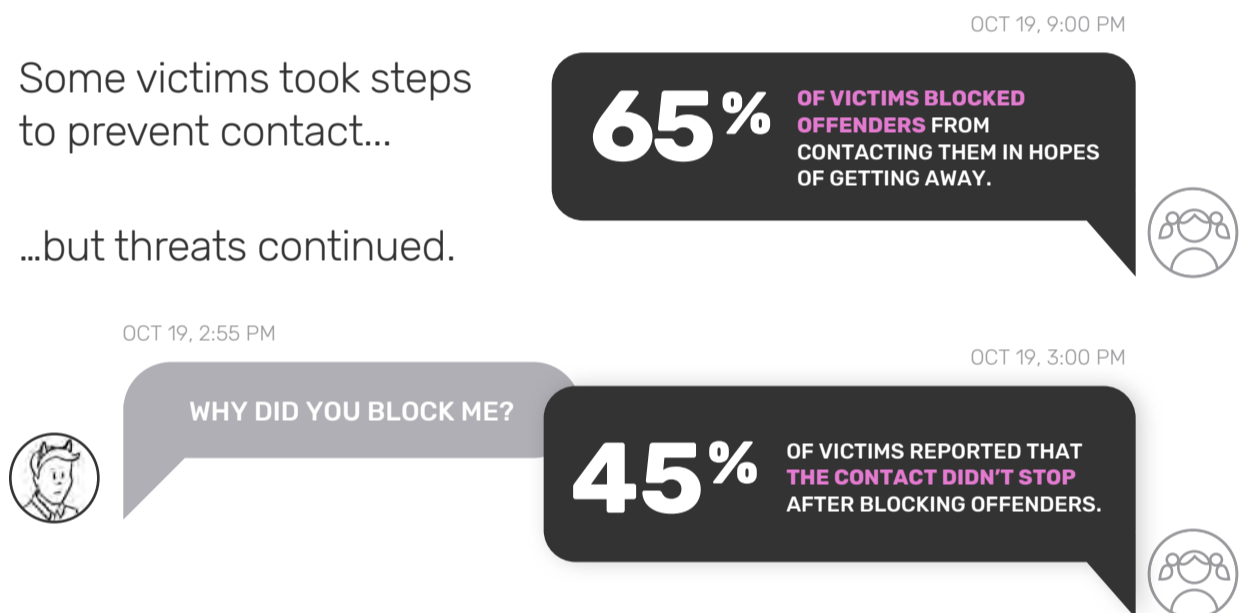 OCT 19, 9:00 PM
Some victims took steps
to prevent contact...
65%
OF VICTIMS BLOCKED
OFFENDERS FROM
CONTACTING THEM IN HOPES
OF GETTING AWAY.
...but threats continued.
OCT 19, 2:55 PM
WHY DID YOU BLOCK ME?
OCT 19, 3:00 PM
45%
OF VICTIMS REPORTED THAT
THE CONTACT DIDN'T STOP
AFTER BLOCKING OFFENDERS.